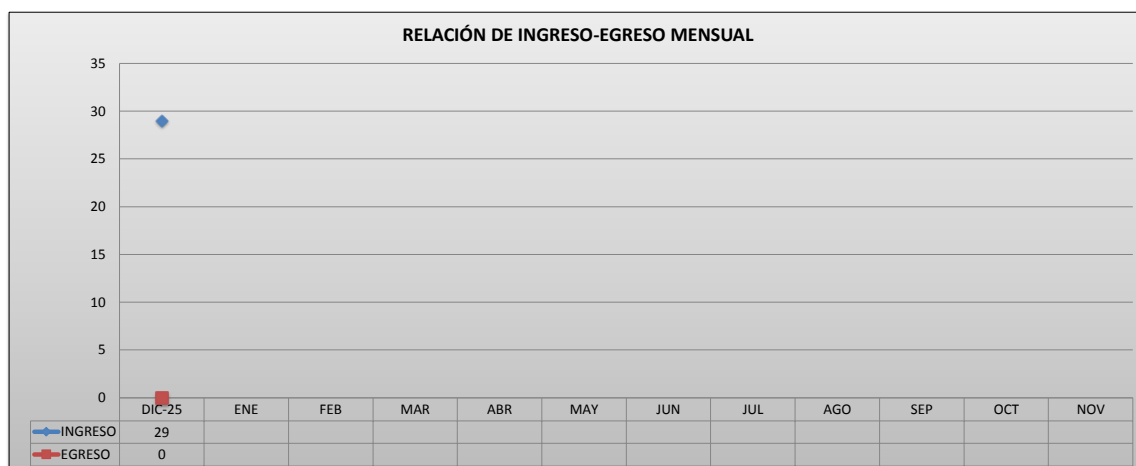 RELACIÓN DE INGRESO-EGRESO MENSUAL
35
30
25
20
15
10
5
0
DIC-25 ENE FEB MAR ABR MAY JUN JUL AGO SEP OCT NOV
INGRESO 29
EGRESO 0